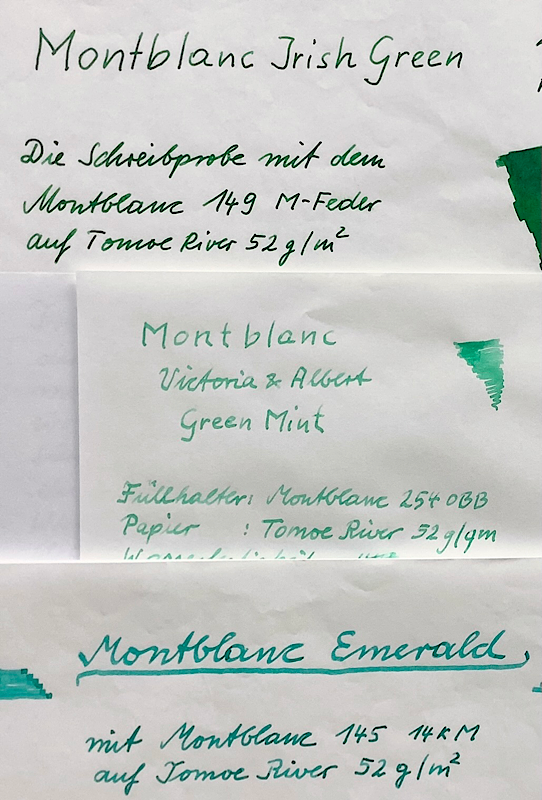 Montblanc Irish Green
Die Schreibprobe mit dem
Montblanc 149 M-Feder
auf Tomoe River 52 g/m²
Montblanc
Victoria & Albert
Green Mint
Füllhalter: Montblanc 254 OBB
Papier : Tomoe River 52 g/qm
Montblanc Emerald,
mit Montblanc 145 14K M
auf Tomoe River 52 g/m²